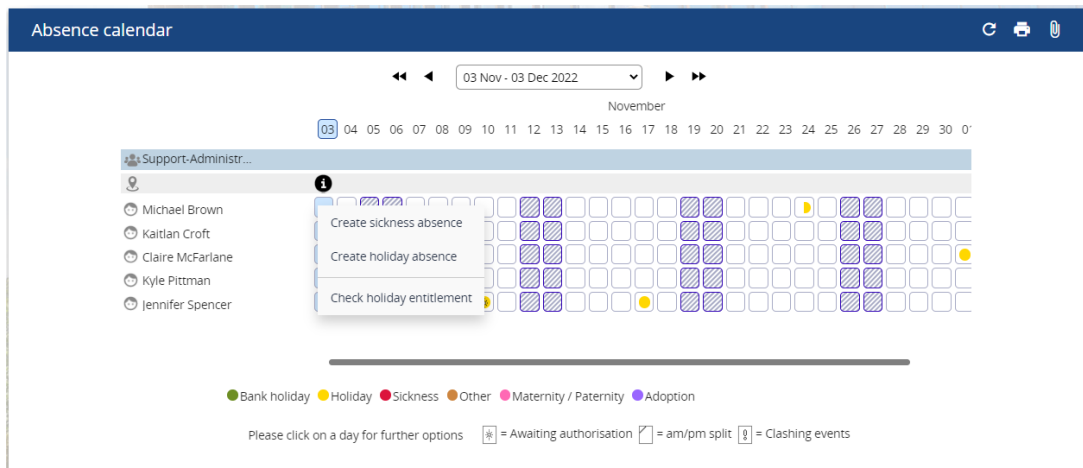 Absence calendar
03 Nov - 03 Dec 2022
November
03 04 05 06 07 08 09 10 11 12 13 14 15 16 17 18 19 20 21 22 23 24 25 26 27 28 29 30 01
Support-Administr...
Michael Brown
Kaitlan Croft
Claire McFarlane
Kyle Pittman
Jennifer Spencer
Create sickness absence
Create holiday absence
Check holiday entitlement
Bank holiday Holiday Sickness Other Maternity / Paternity Adoption
Please click on a day for further options = Awaiting authorisation = am/pm split = Clashing events